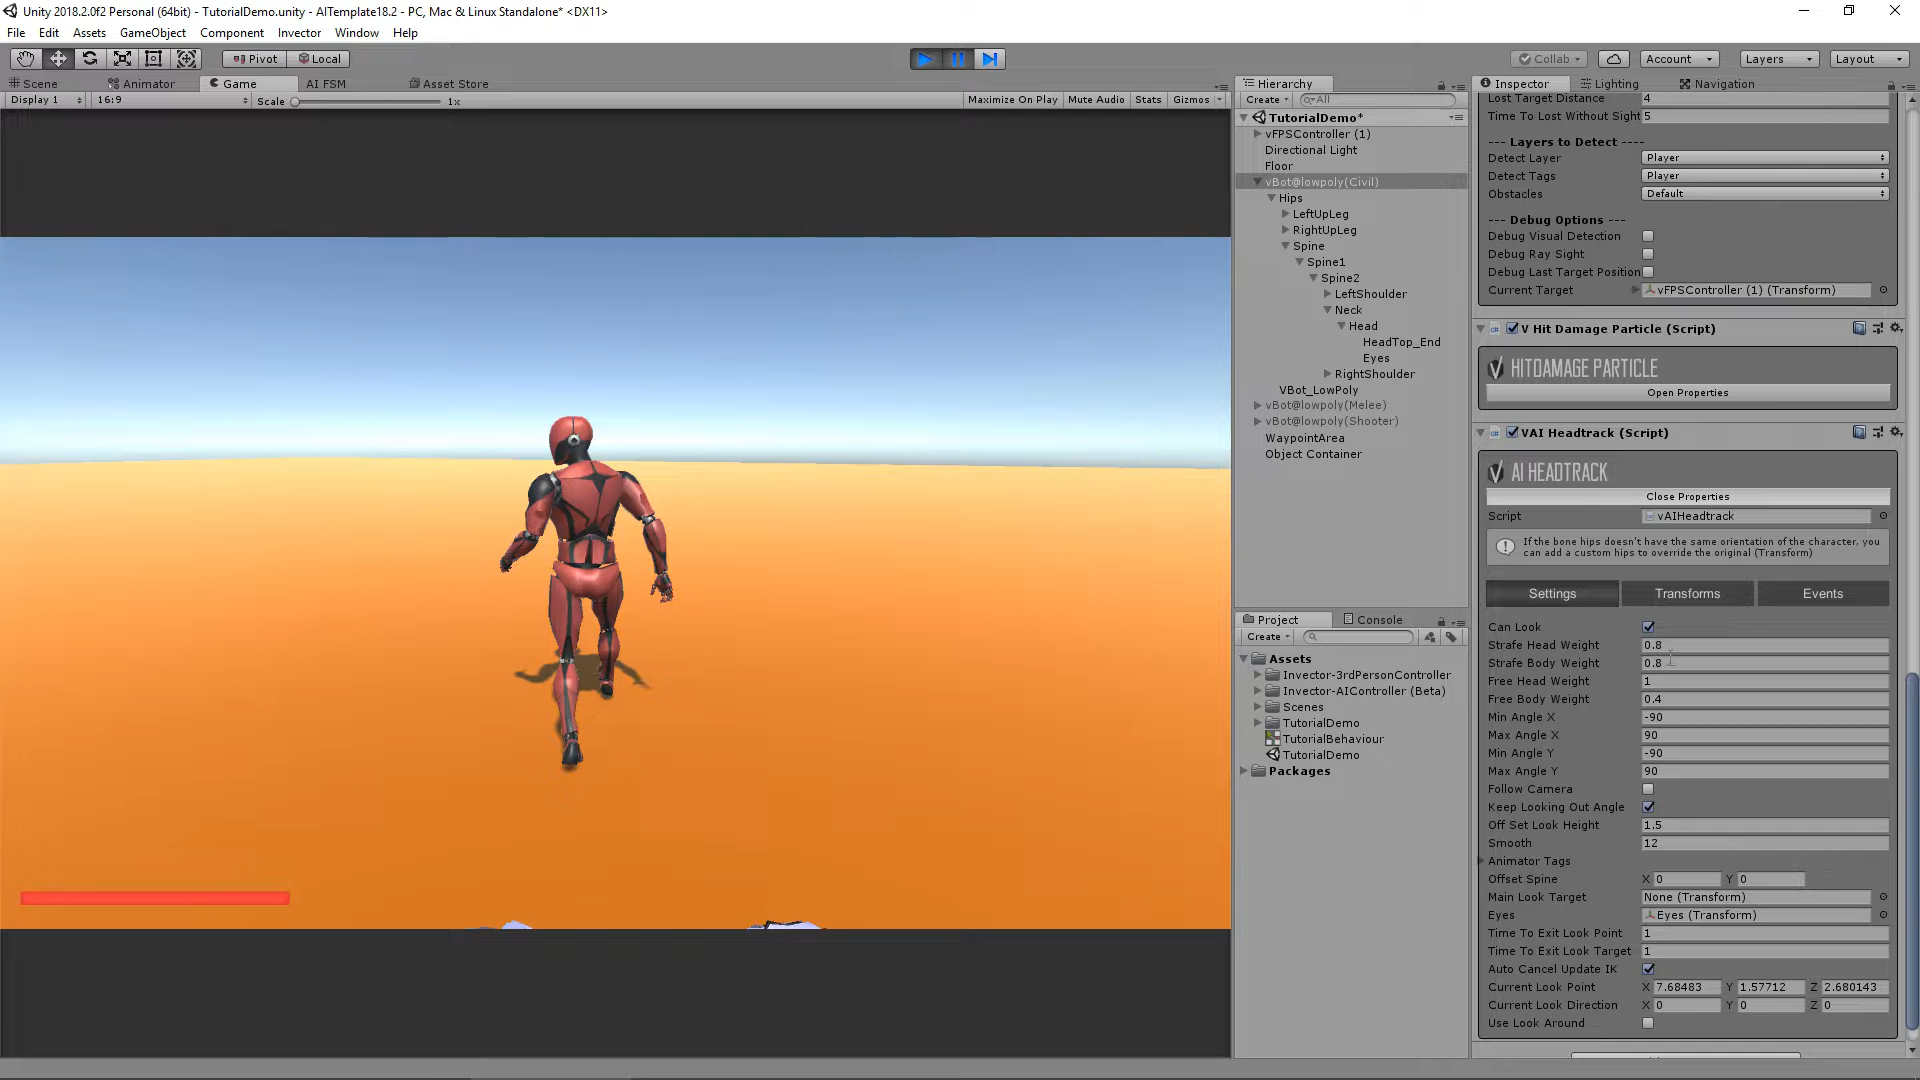 Unity 2018.2.0f2 Personal (64bit) - TutorialDemo.unity - AITemplate18.2 - PC, Mac & Linux Standalone* <DX11>
File Edit Assets GameObject Component Invector Window Help
Pivot Local Collab Account Layers Layout
Scene Animator Game AI FSM Asset Store
Display 1 16:9 Scale 1x Maximize On Play Mute Audio Stats Gizmos
Hierarchy
Create All
TutorialDemo*
vFPSController (1)
Directional Light
Floor
vBot@lowpoly(Civil)
Hips
LeftUpLeg
RightUpLeg
Spine
Spine1
Spine2
LeftShoulder
Neck
Head
HeadTop_End
Eyes
RightShoulder
VBot_LowPoly
vBot@lowpoly(Melee)
vBot@lowpoly(Shooter)
WaypointArea
Object Container
Project Console
Create
Assets
Invector-3rdPersonController
Invector-AIController (Beta)
Scenes
TutorialDemo
TutorialBehaviour
TutorialDemo
Packages
Inspector Lighting Navigation
Lost Target Distance 4
Time To Lost Without Sight 5
--- Layers to Detect ----
Detect Layer Player
Detect Tags Player
Obstacles Default
--- Debug Options ---
Debug Visual Detection
Debug Ray Sight
Debug Last Target Position
Current Target vFPSController (1) (Transform)
V Hit Damage Particle (Script)
HITDAMAGE PARTICLE
Open Properties
VAI Headtrack (Script)
AI HEADTRACK
Close Properties
Script vAIHeadtrack
If the bone hips doesn't have the same orientation of the character, you
can add a custom hips to override the original (Transform)
Settings Transforms Events
Can Look
Strafe Head Weight 0.8
Strafe Body Weight 0.8
Free Head Weight 1
Free Body Weight 0.4
Min Angle X -90
Max Angle X 90
Min Angle Y -90
Max Angle Y 90
Follow Camera
Keep Looking Out Angle
Off Set Look Height 1.5
Smooth 12
Animator Tags
Offset Spine X 0 Y 0
Main Look Target None (Transform)
Eyes Eyes (Transform)
Time To Exit Look Point 1
Time To Exit Look Target 1
Auto Cancel Update IK
Current Look Point X 7.68483 Y 1.57712 Z 2.680143
Current Look Direction X 0 Y 0 Z 0
Use Look Around